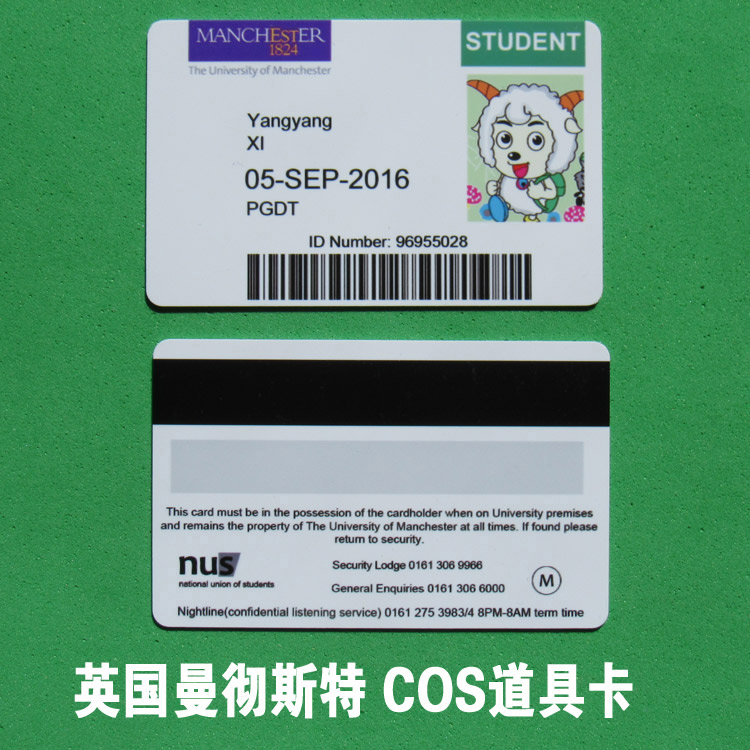 MANCHESTER
1824
The University of Manchester
STUDENT
Yangyang
XI
05-SEP-2016
PGDT
ID Number: 96955028
This card must be in the possession of the cardholder when on University premises
and remains the property of The University of Manchester at all times. If found please
return to security.
nus
national union of students
Security Lodge 0161 306 9966
General Enquiries 0161 306 6000
M
Nightline(confidential listening service) 0161 275 3983/4 8PM-8AM term time
英国曼彻斯特 COS道具卡